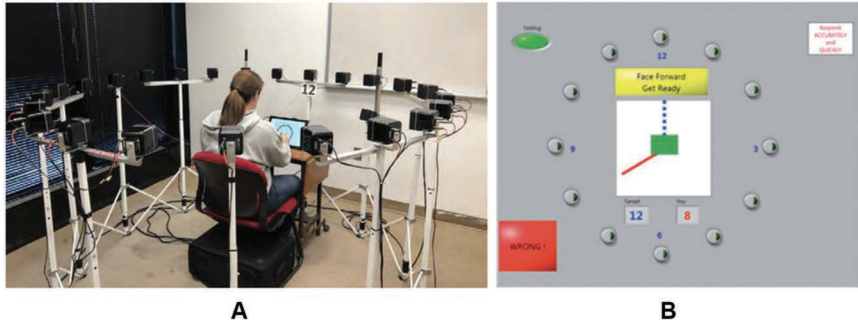 12
Testing
12
Respond
ACCURATELY
and
QUICKLY
Face Forward
Get Ready
9
3
Target
You
12
8
WRONG !
6
A
B